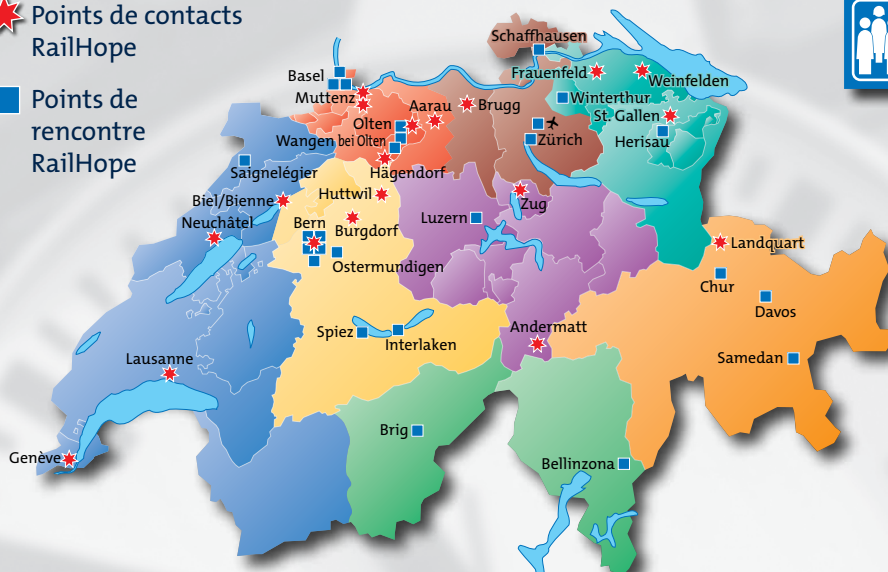 Points de contacts
RailHope
Points de
rencontre
RailHope
Schaffhausen
Basel
Frauenfeld
Weinfelden
Muttenz
Aarau
Brugg
Winterthur
Olten
St. Gallen
Wangen bei Olten
Zürich
Herisau
Saignelégier
Hägendorf
Biel/Bienne
Huttwil
Zug
Neuchâtel
Bern
Burgdorf
Luzern
Landquart
Ostermundigen
Chur
Davos
Spiez
Interlaken
Andermatt
Lausanne
Samedan
Brig
Genève
Bellinzona